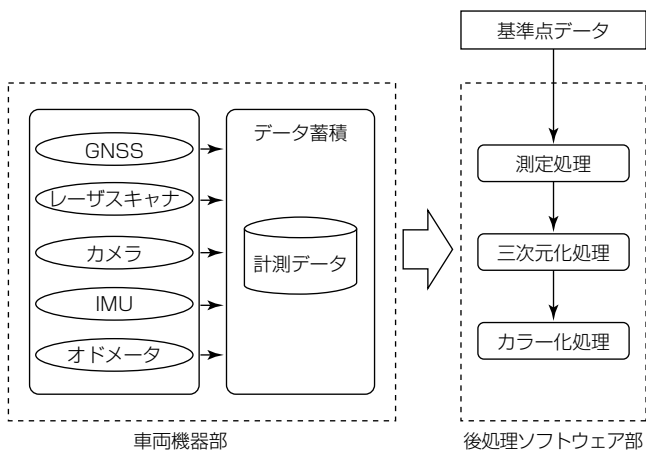 基準点データ
GNSS
レーザスキャナ
カメラ
IMU
オドメータ
データ蓄積
計測データ
車両機器部
測定処理
三次元化処理
カラー化処理
後処理ソフトウェア部